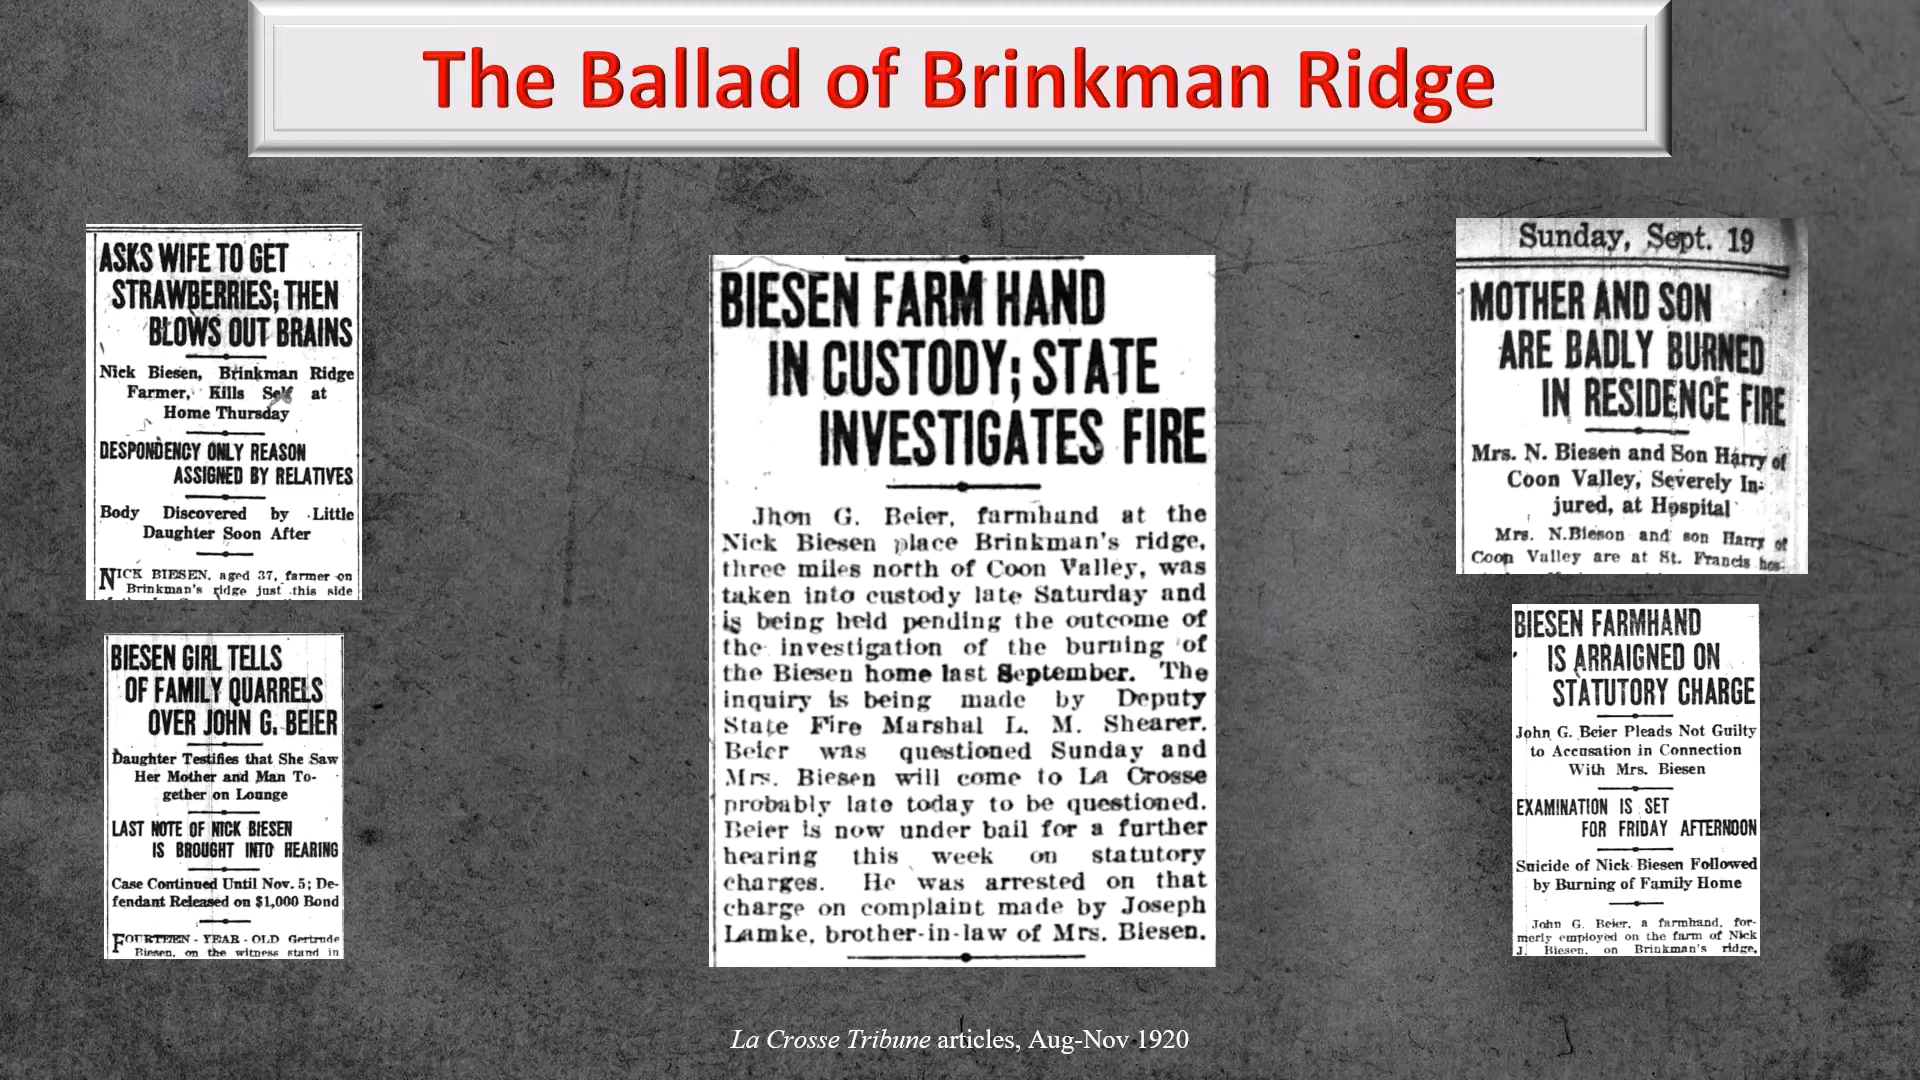 The Ballad of Brinkman Ridge
ASKS WIFE TO GET
STRAWBERRIES; THEN
BLOWS OUT BRAINS
Nick Biesen, Brinkman Ridge
Farmer, Kills Self at
Home Thursday
DESPONDENCY ONLY REASON
ASSIGNED BY RELATIVES
Body Discovered by Little
Daughter Soon After
NICK BIESEN, aged 37, farmer on
Brinkman's ridge just this side
BIESEN GIRL TELLS
OF FAMILY QUARRELS
OVER JOHN G. BEIER
Daughter Testifies that She Saw
Her Mother and Man To-
gether on Lounge
LAST NOTE OF NICK BIESEN
IS BROUGHT INTO HEARING
Case Continued Until Nov. 5; De-
fendant Released on $1,000 Bond
FOURTEEN-YEAR-OLD Gertrude
Biesen, on the witness stand in
BIESEN FARM HAND
IN CUSTODY; STATE
INVESTIGATES FIRE
Jhon G. Beier, farmhand at the
Nick Biesen place Brinkman's ridge,
three miles north of Coon Valley, was
taken into custody late Saturday and
is being held pending the outcome of
the investigation of the burning of
the Biesen home last September. The
inquiry is being made by Deputy
State Fire Marshal L. M. Shearer.
Beier was questioned Sunday and
Mrs. Biesen will come to La Crosse
probably late today to be questioned.
Beier is now under bail for a further
hearing this week on statutory
charges. He was arrested on that
charge on complaint made by Joseph
Lamke, brother-in-law of Mrs. Biesen.
Sunday, Sept. 19
MOTHER AND SON
ARE BADLY BURNED
IN RESIDENCE FIRE
Mrs. N. Biesen and Son Harry of
Coon Valley, Severely In-
jured, at Hospital
Mrs. N.Bieson and son Harry of
Coon Valley are at St. Francis hos-
BIESEN FARMHAND
IS ARRAIGNED ON
STATUTORY CHARGE
John G. Beier Pleads Not Guilty
to Accusation in Connection
With Mrs. Biesen
EXAMINATION IS SET
FOR FRIDAY AFTERNOON
Suicide of Nick Biesen Followed
by Burning of Family Home
John G. Beier, a farmhand, for-
merly employed on the farm of Nick
J. Biesen, on Brinkman's ridge,
La Crosse Tribune articles, Aug-Nov 1920